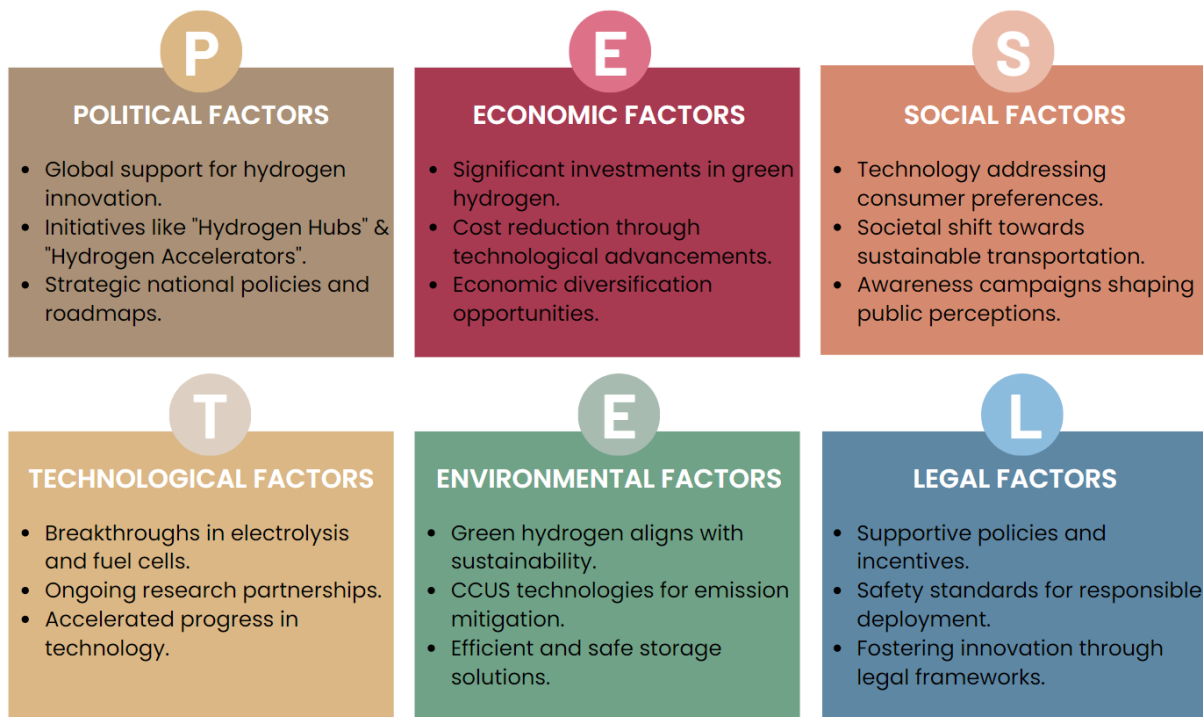 P
POLITICAL FACTORS
• Global support for hydrogen
innovation.
• Initiatives like "Hydrogen Hubs" &
"Hydrogen Accelerators".
• Strategic national policies and
roadmaps.
E
ECONOMIC FACTORS
• Significant investments in green
hydrogen.
• Cost reduction through
technological advancements.
• Economic diversification
opportunities.
S
SOCIAL FACTORS
• Technology addressing
consumer preferences.
• Societal shift towards
sustainable transportation.
• Awareness campaigns shaping
public perceptions.
T
TECHNOLOGICAL FACTORS
• Breakthroughs in electrolysis
and fuel cells.
• Ongoing research partnerships.
• Accelerated progress in
technology.
E
ENVIRONMENTAL FACTORS
• Green hydrogen aligns with
sustainability.
• CCUS technologies for emission
mitigation.
• Efficient and safe storage
solutions.
L
LEGAL FACTORS
• Supportive policies and
incentives.
• Safety standards for responsible
deployment.
• Fostering innovation through
legal frameworks.